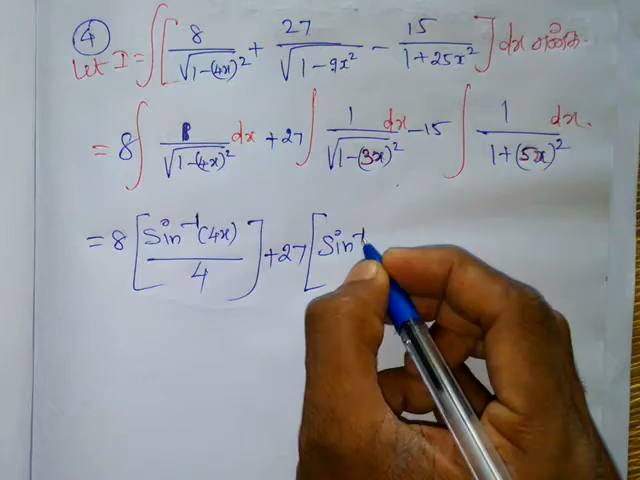 ④
Let I = ∫ [ 8/√(1-(4x)²) + 27/√(1-9x²) - 15/(1+25x²) ] dx
= 8 ∫ 1/√(1-(4x)²) dx + 27 ∫ 1/√(1-(3x)²) dx - 15 ∫ 1/(1+(5x)²) dx.
= 8 [ Sin⁻¹(4x)/4 ] + 27 [ Sin⁻¹